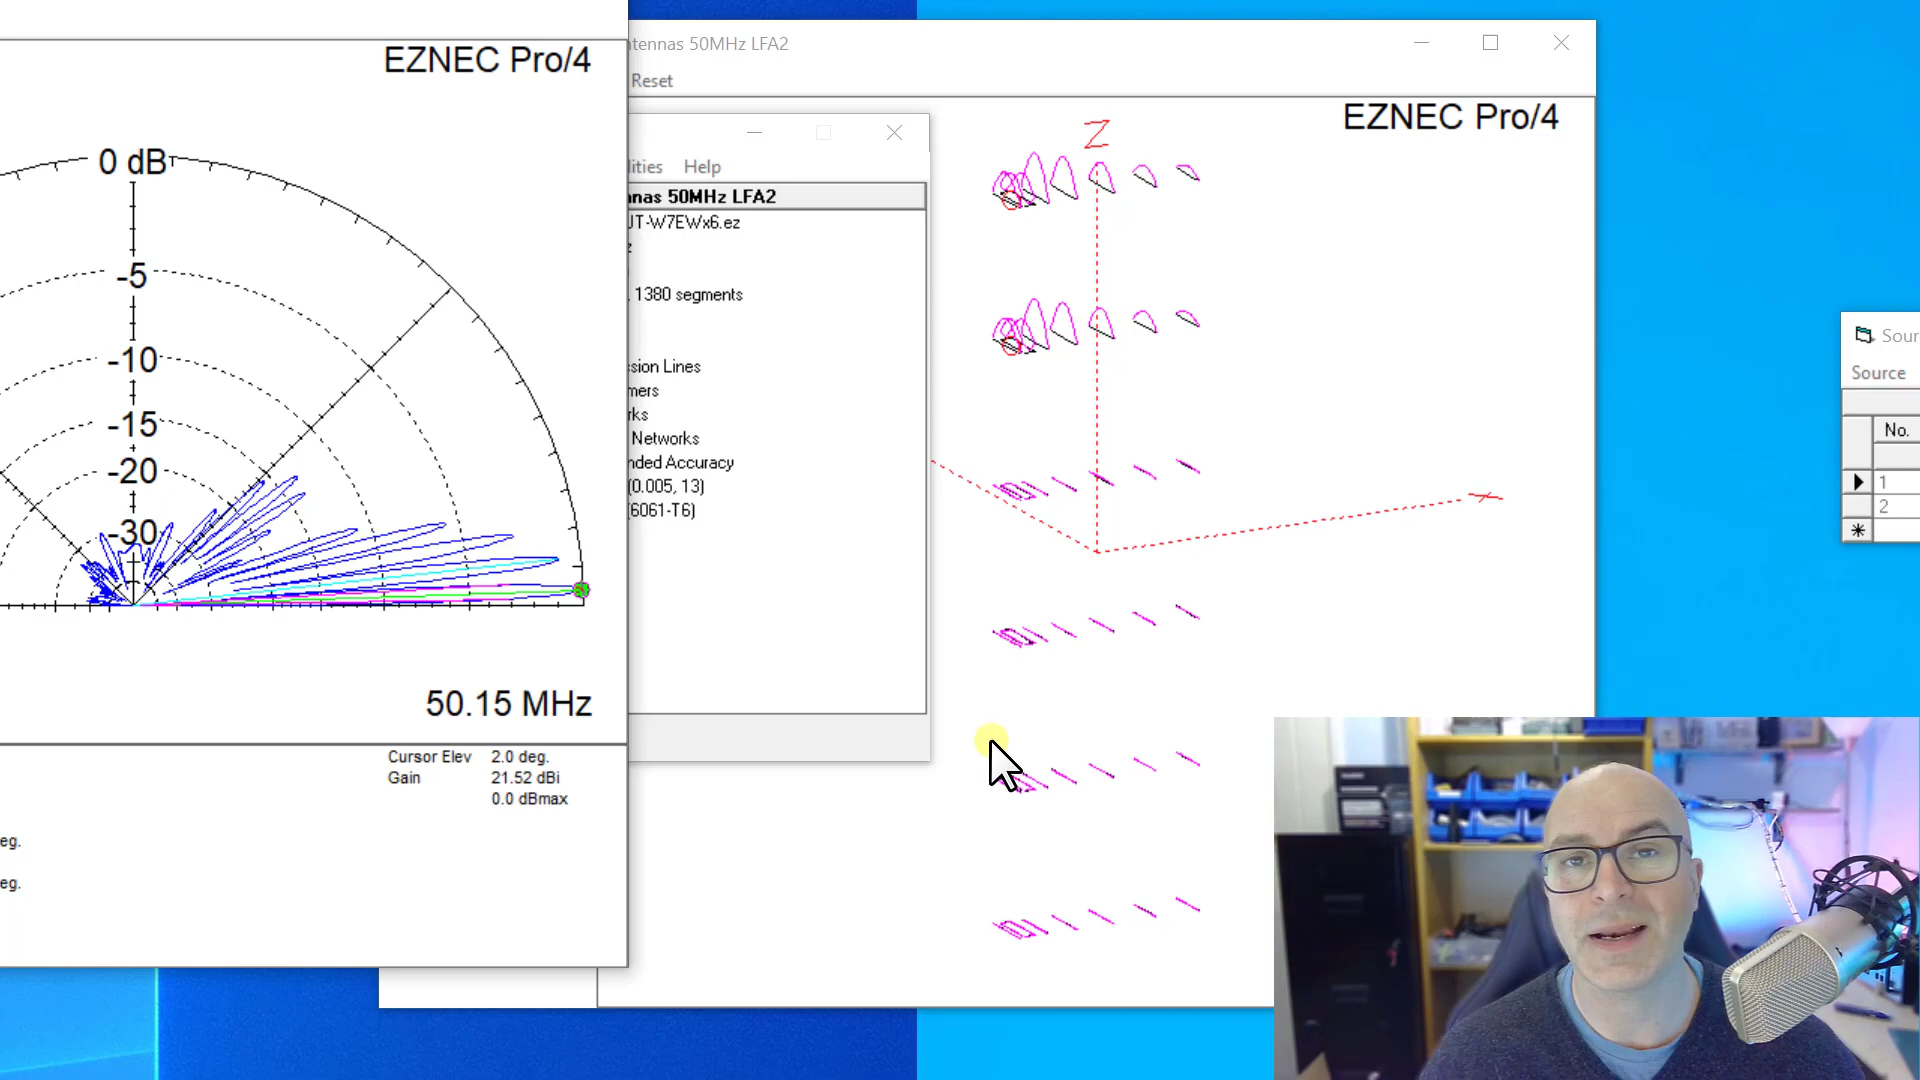 EZNEC Pro/4
0 dB
-5
-10
-15
-20
-30
50.15 MHz
Cursor Elev 2.0 deg.
Gain 21.52 dBi
0.0 dBmax
eg.
eg.
tennas 50MHz LFA2
Reset
EZNEC Pro/4
Z
lities Help
nnas 50MHz LFA2
JT-W7EWx6.ez
z
, 1380 segments
sion Lines
mers
rks
Networks
nded Accuracy
(0.005, 13)
(6061-T6)
Sour
Source
No.
1
2